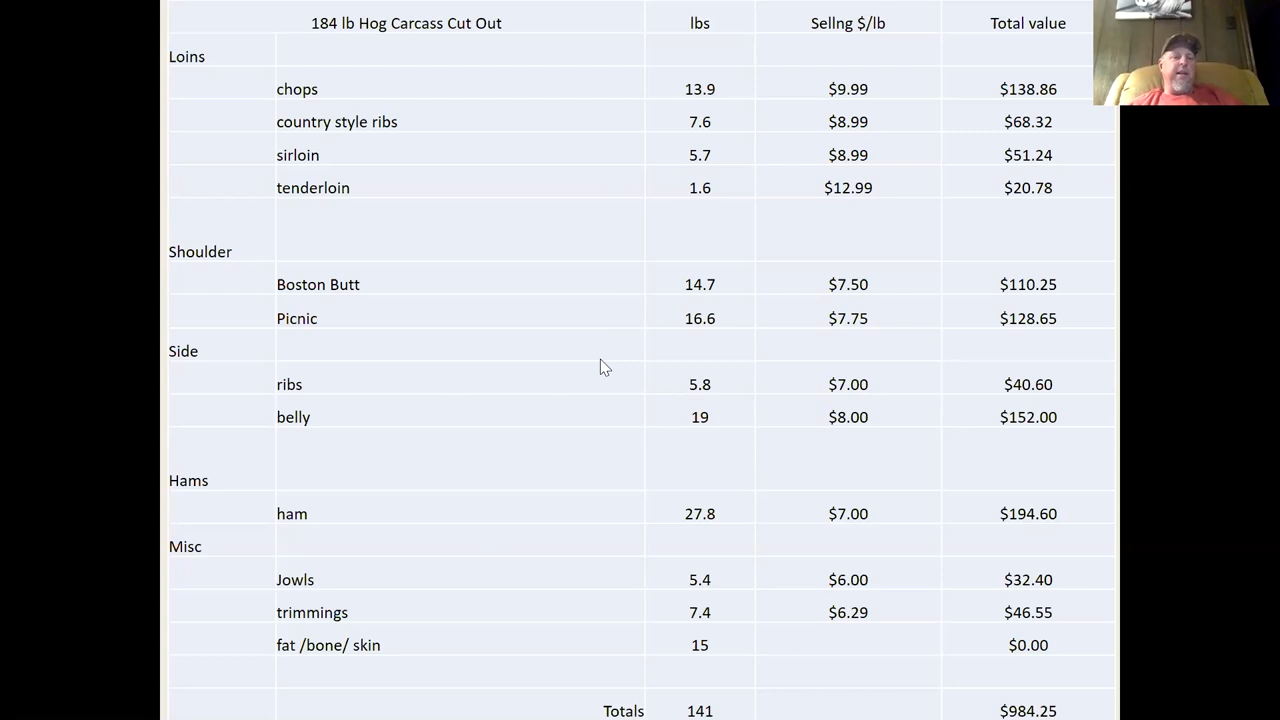 184 lb Hog Carcass Cut Out lbs Sellng $/lb Total value
Loins
chops 13.9 $9.99 $138.86
country style ribs 7.6 $8.99 $68.32
sirloin 5.7 $8.99 $51.24
tenderloin 1.6 $12.99 $20.78
Shoulder
Boston Butt 14.7 $7.50 $110.25
Picnic 16.6 $7.75 $128.65
Side
ribs 5.8 $7.00 $40.60
belly 19 $8.00 $152.00
Hams
ham 27.8 $7.00 $194.60
Misc
Jowls 5.4 $6.00 $32.40
trimmings 7.4 $6.29 $46.55
fat /bone/ skin 15 $0.00
Totals 141 $984.25